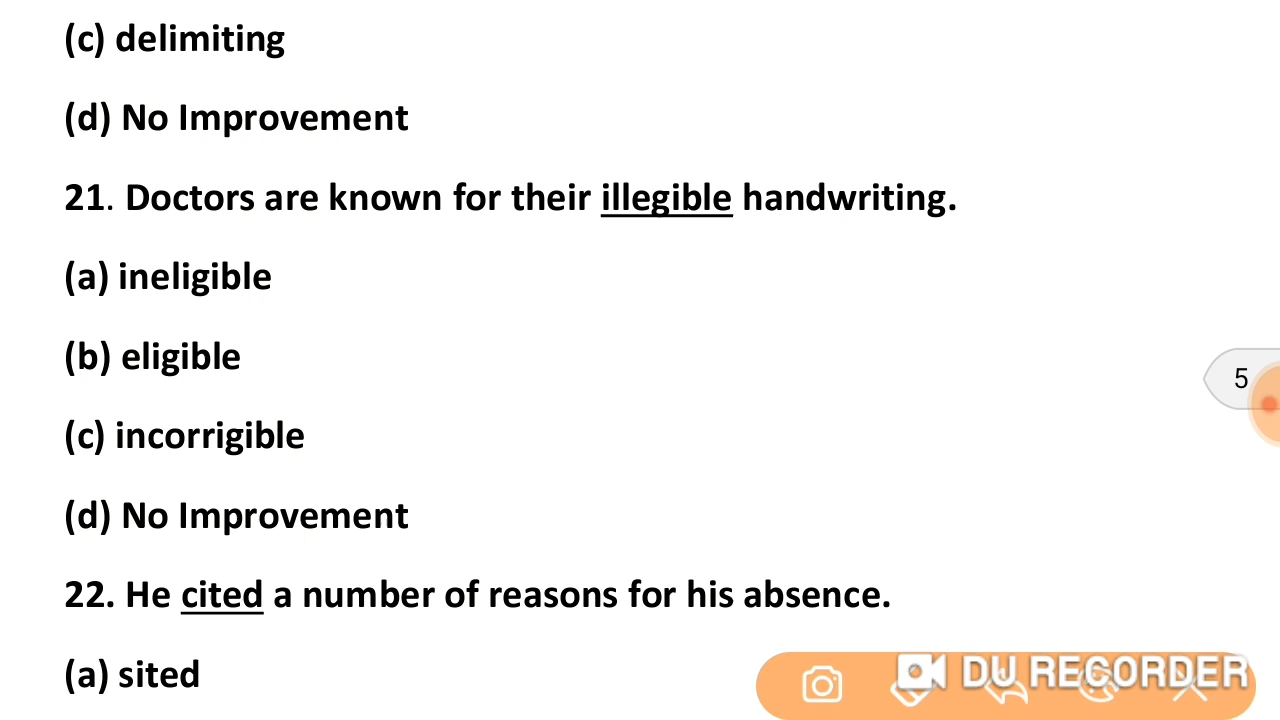 (c) delimiting
(d) No Improvement
21. Doctors are known for their illegible handwriting.
(a) ineligible
(b) eligible
5
(c) incorrigible
(d) No Improvement
22. He cited a number of reasons for his absence.
(a) sited
DU RECORDER